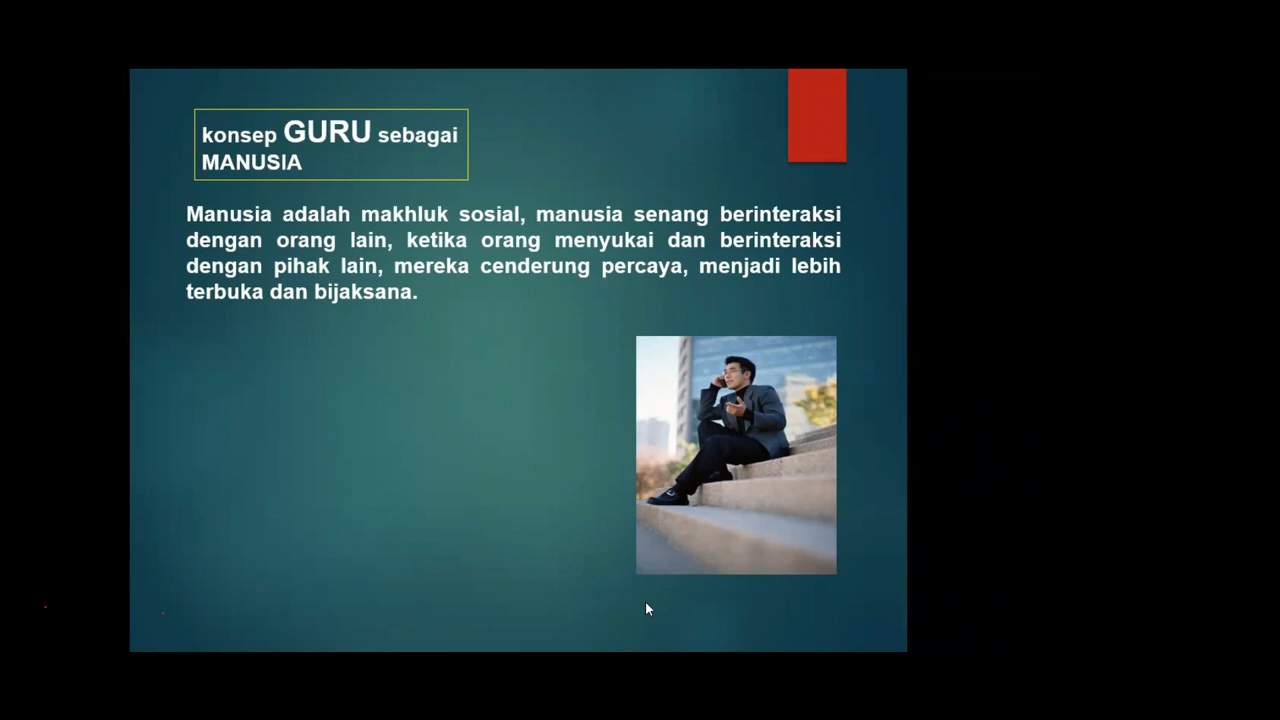 konsep GURU sebagai
MANUSIA
Manusia adalah makhluk sosial, manusia senang berinteraksi
dengan orang lain, ketika orang menyukai dan berinteraksi
dengan pihak lain, mereka cenderung percaya, menjadi lebih
terbuka dan bijaksana.